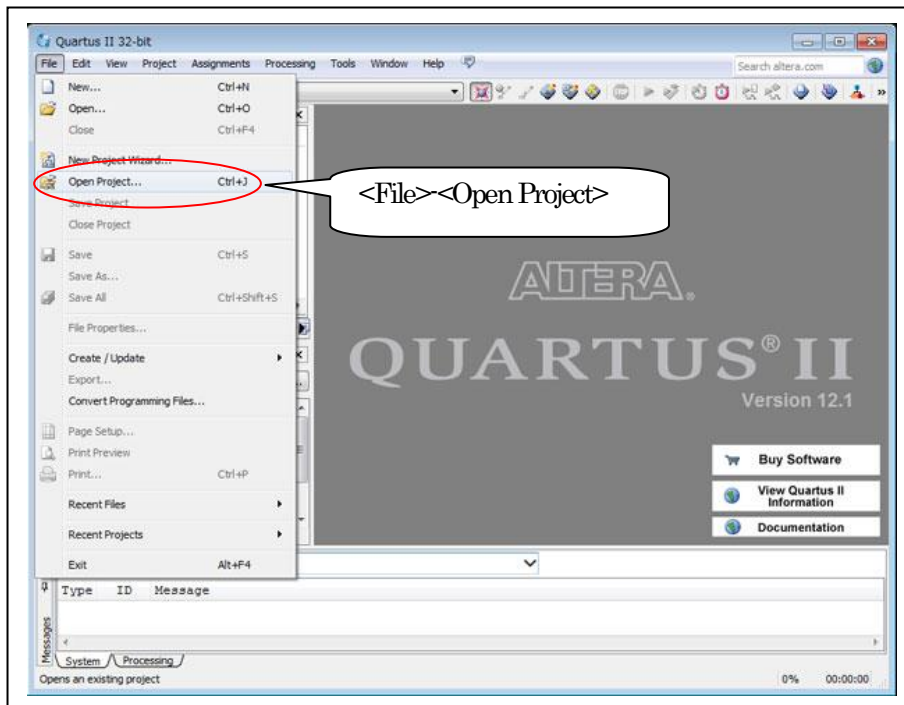 Quartus II 32-bit
File Edit View Project Assignments Processing Tools Window Help
Search altera.com
New... Ctrl+N
Open... Ctrl+O
Close Ctrl+F4
New Project Wizard...
Open Project... Ctrl+J
<File>-<Open Project>
Save Project
Close Project
Save Ctrl+S
Save As...
Save All Ctrl+Shift+S
File Properties...
Create / Update
Export...
Convert Programming Files...
Page Setup...
Print Preview
Print... Ctrl+P
Recent Files
Recent Projects
Exit Alt+F4
ALTERA®
QUARTUS® II
Version 12.1
Buy Software
View Quartus II
Information
Documentation
Type ID Message
Messages
System Processing
Opens an existing project 0% 00:00:00